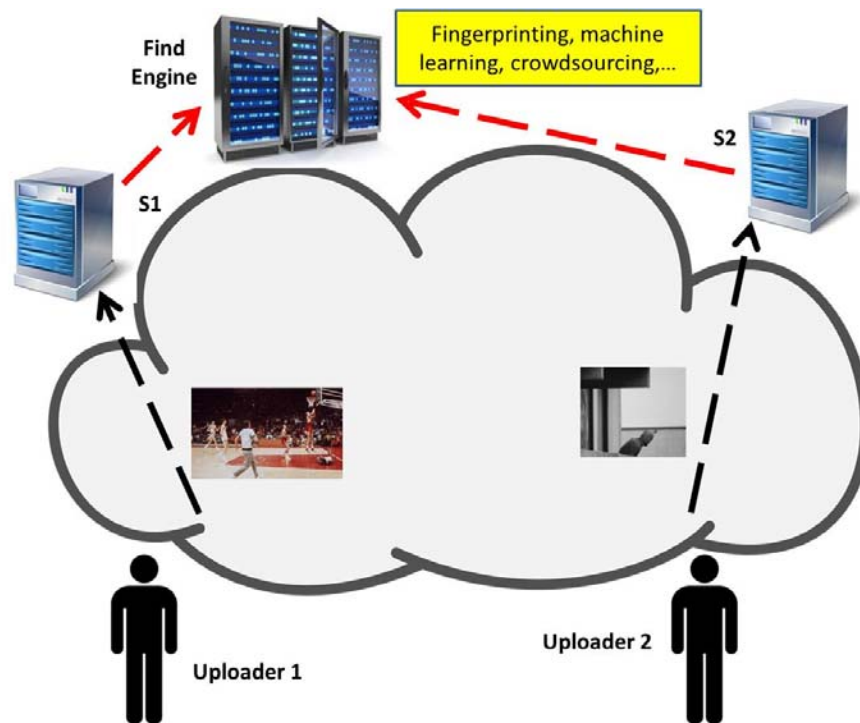 Find
Engine
Fingerprinting, machine
learning, crowdsourcing,...
S1
S2
Uploader 1
Uploader 2